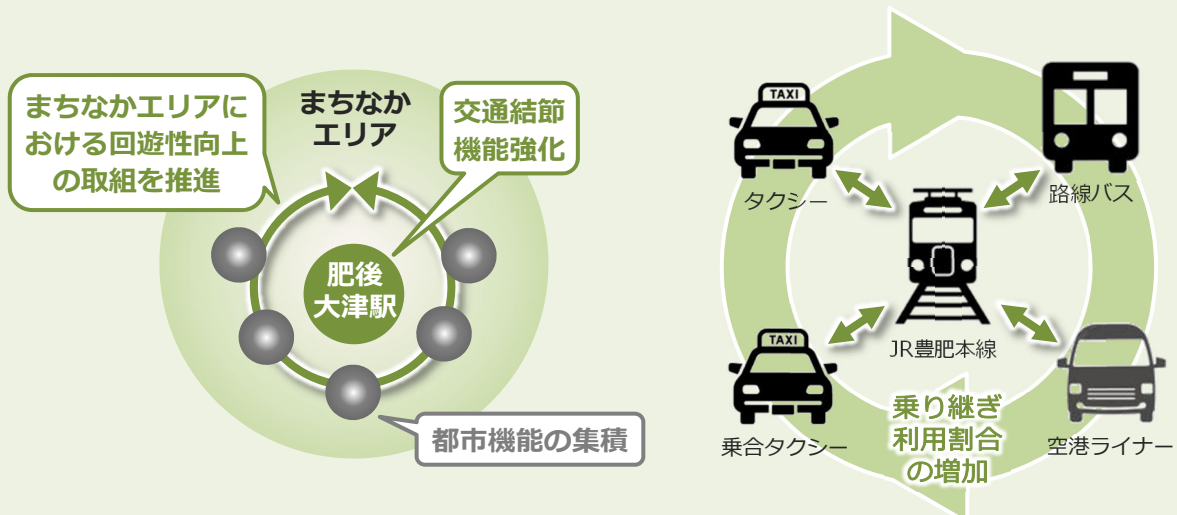 まちなかエリアに
おける回遊性向上
の取組を推進
まちなか
エリア
交通結節
機能強化
肥後
大津駅
都市機能の集積
TAXI
タクシー
路線バス
JR豊肥本線
TAXI
乗合タクシー
乗り継ぎ
利用割合
の増加
空港ライナー